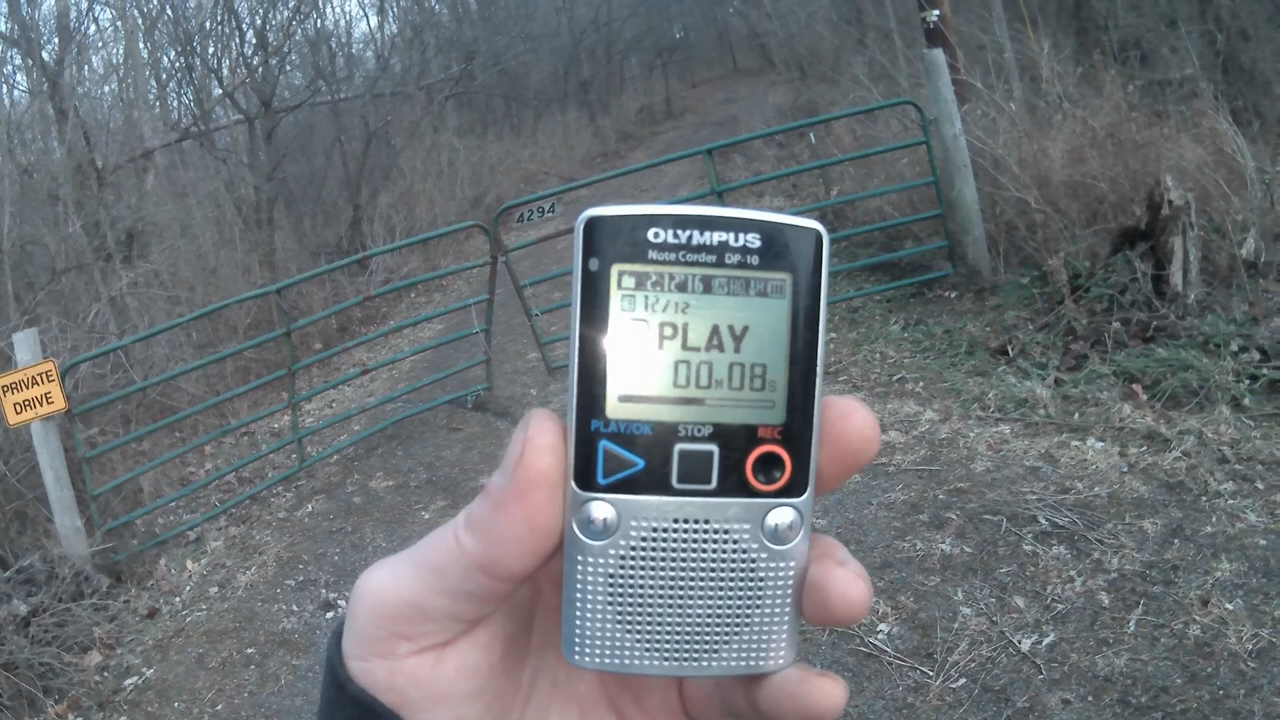 4294
PRIVATE
DRIVE
OLYMPUS
Note Corder DP-10
2.12'16
12/12
PLAY
00M08S
PLAY/OK STOP REC